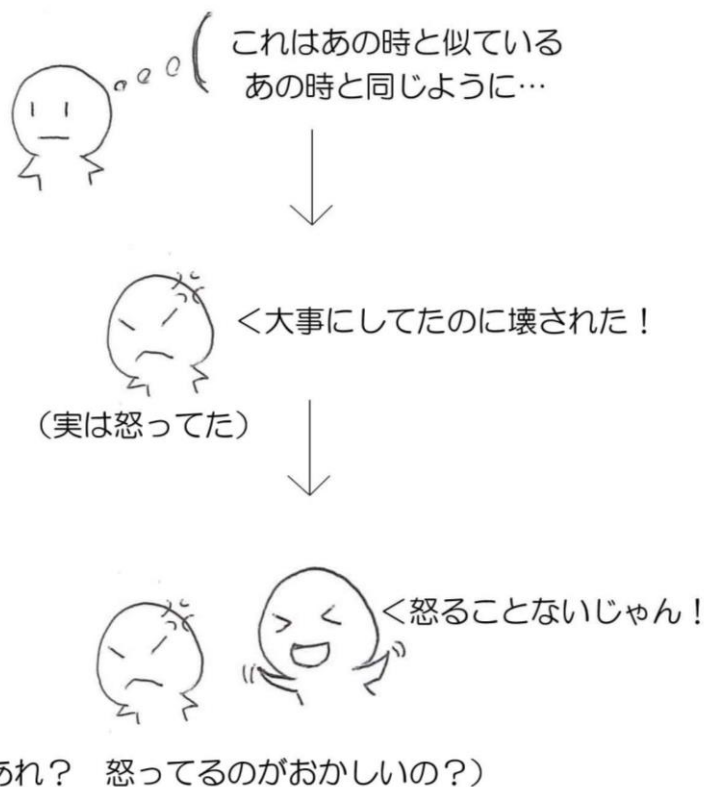 これはあの時と似ている
あの時と同じように…
<大事にしてたのに壊された！
（実は怒ってた）
<怒ることないじゃん！
あれ？　怒ってるのがおかしいの？）